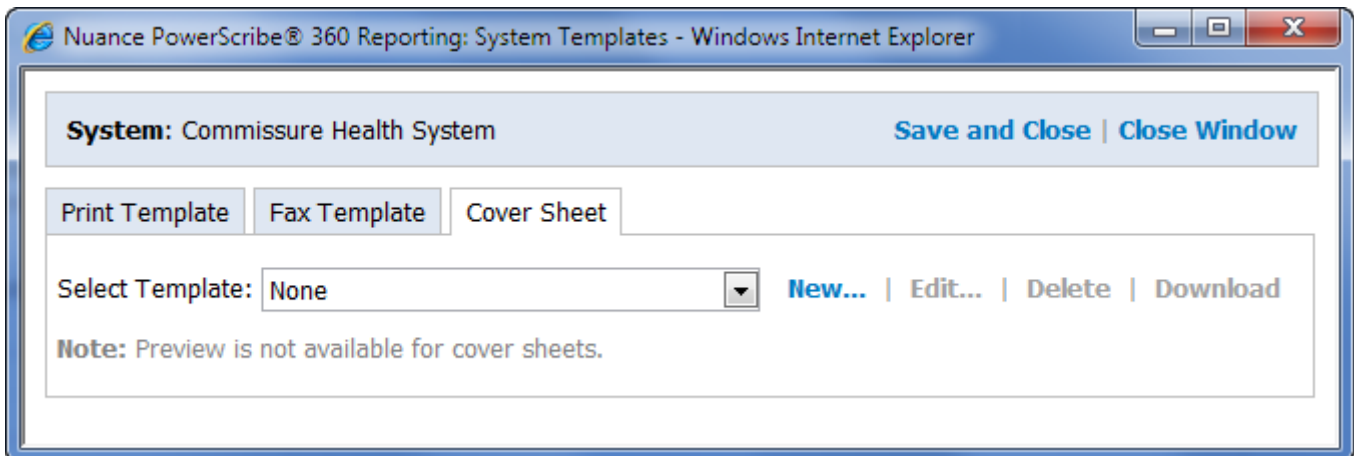 Nuance PowerScribe® 360 Reporting: System Templates - Windows Internet Explorer
System: Commissure Health System Save and Close | Close Window
Print Template Fax Template Cover Sheet
Select Template: None New... | Edit... | Delete | Download
Note: Preview is not available for cover sheets.